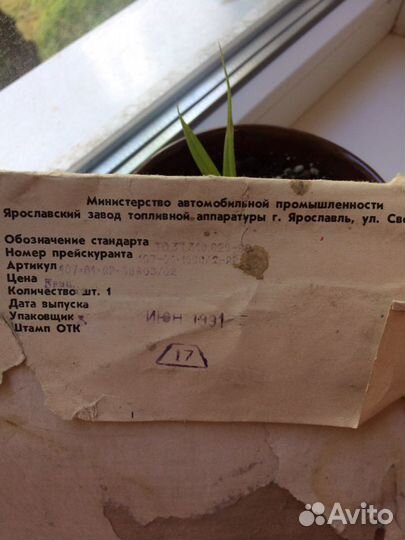 Министерство автомобильной промышленности
Ярославский завод топливной аппаратуры г. Ярославль, ул.
Обозначение стандарта
Номер прейскуранта
Артикул
Цена
Количество шт. 1
Дата выпуска
Упаковщик ИЮН 1991
Штамп ОТК
17
Avito